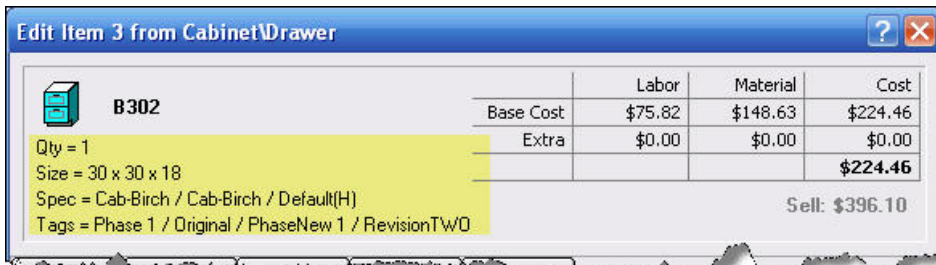 Edit Item 3 from Cabinet\Drawer
B302
Qty = 1
Size = 30 x 30 x 18
Spec = Cab-Birch / Cab-Birch / Default(H)
Tags = Phase 1 / Original / PhaseNew 1 / RevisionTWO
Labor Material Cost
Base Cost $75.82 $148.63 $224.46
Extra $0.00 $0.00 $0.00
$224.46
Sell: $396.10